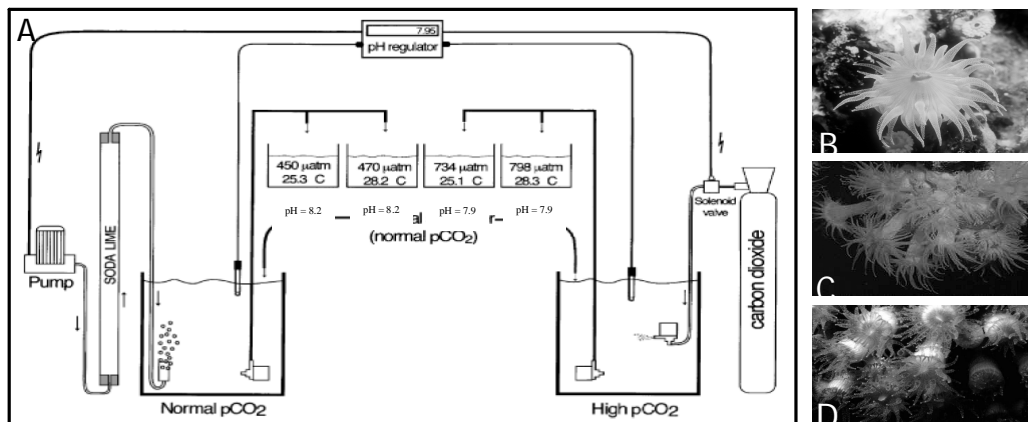 A
7.95
pH regulator
450 µatm
25.3 C
470 µatm
28.2 C
734 µatm
25.1 C
798 µatm
28.3 C
pH = 8.2
pH = 8.2
pH = 7.9
pH = 7.9
(normal pCO2)
Solenoid
valve
Pump
SODA LIME
carbon dioxide
Normal pCO2
High pCO2
B
C
D